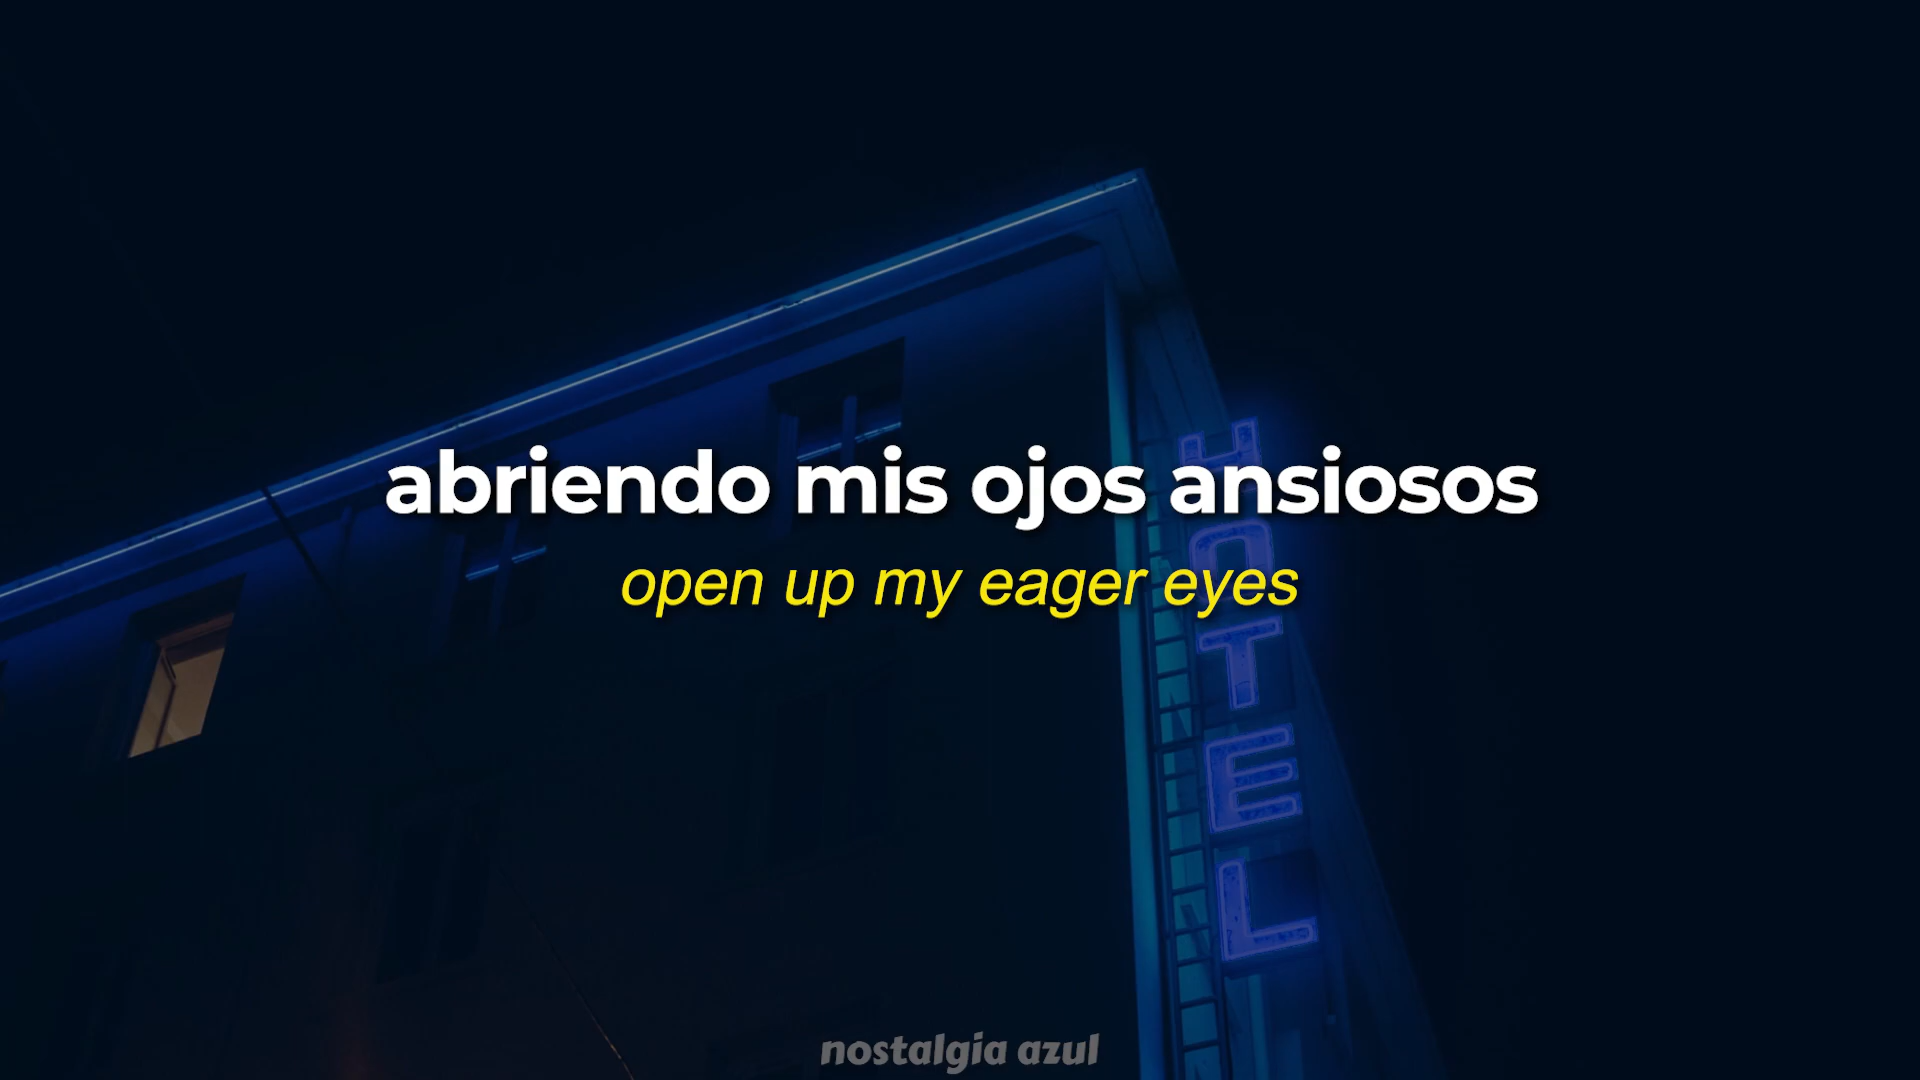 abriendo mis ojos ansiosos
open up my eager eyes
HOTEL
nostalgia azul